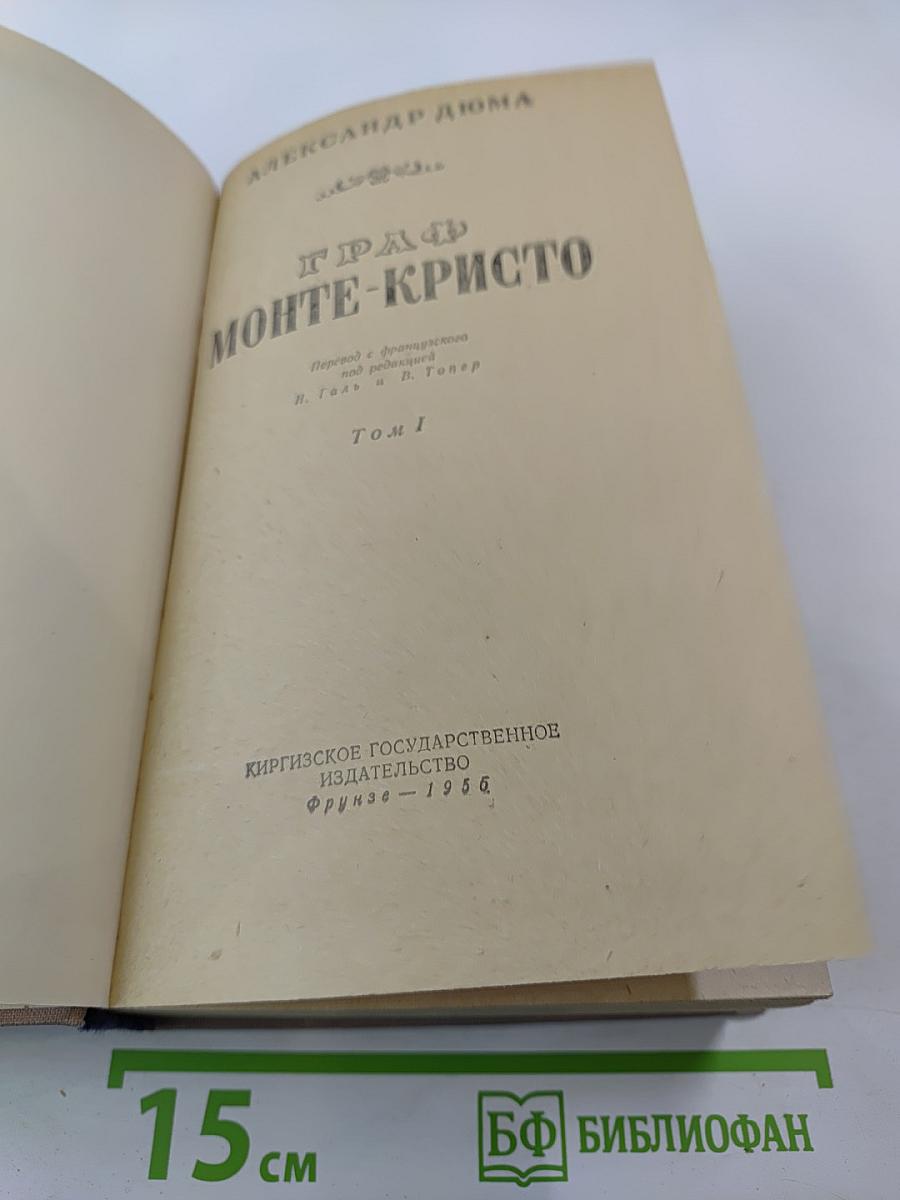 АЛЕКСАНДР ДЮМА
ГРАФ
МОНТЕ-КРИСТО
Перевод с французского
под редакцией
Н. Галь и В. Топер
Том I
КИРГИЗСКОЕ ГОСУДАРСТВЕННОЕ
ИЗДАТЕЛЬСТВО
Фрунзе — 1956
15 см
БФ БИБЛИОФАН